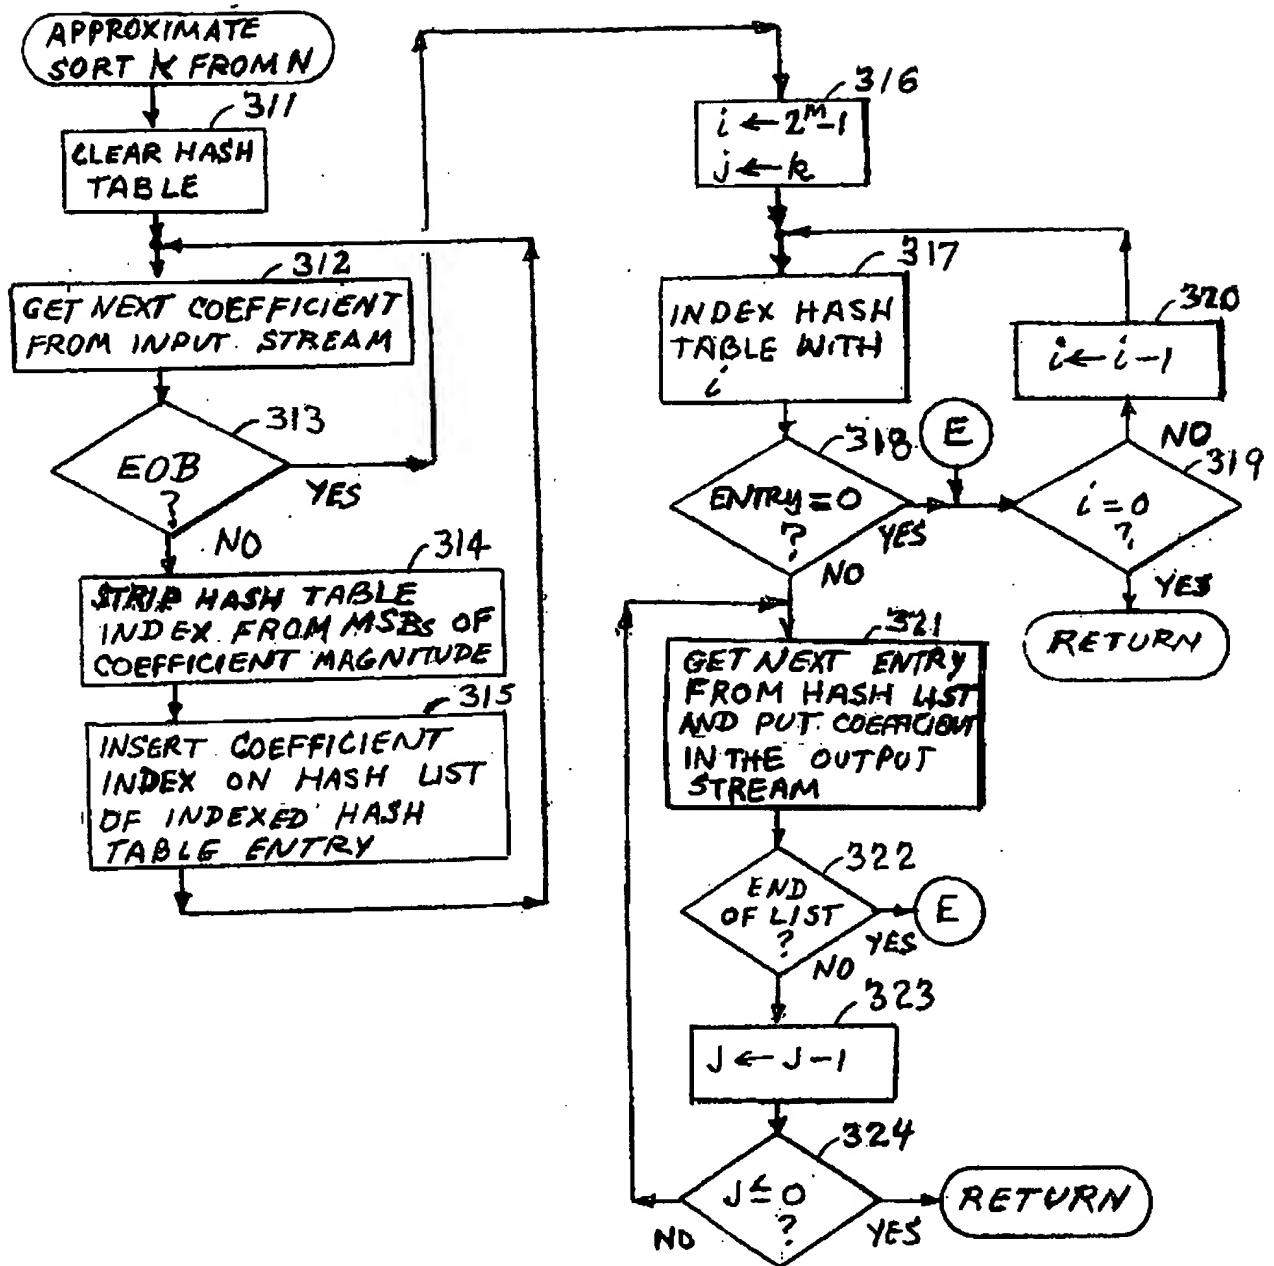 APPROXIMATE
SORT K FROM N
311
CLEAR HASH
TABLE
312
GET NEXT COEFFICIENT
FROM INPUT STREAM
313
EOB
?
YES
NO
314
STRIP HASH TABLE
INDEX FROM MSBs OF
COEFFICIENT MAGNITUDE
315
INSERT COEFFICIENT
INDEX ON HASH LIST
OF INDEXED HASH
TABLE ENTRY
316
i ← 2^M-1
j ← k
317
INDEX HASH
TABLE WITH
i
318
ENTRY = 0
?
YES
NO
E
319
i = 0
?
NO
YES
320
i ← i-1
RETURN
321
GET NEXT ENTRY
FROM HASH LIST
AND PUT COEFFICIENT
IN THE OUTPUT
STREAM
322
END
OF LIST
?
YES
NO
E
323
J ← J-1
324
J ≤ 0
?
NO
YES
RETURN